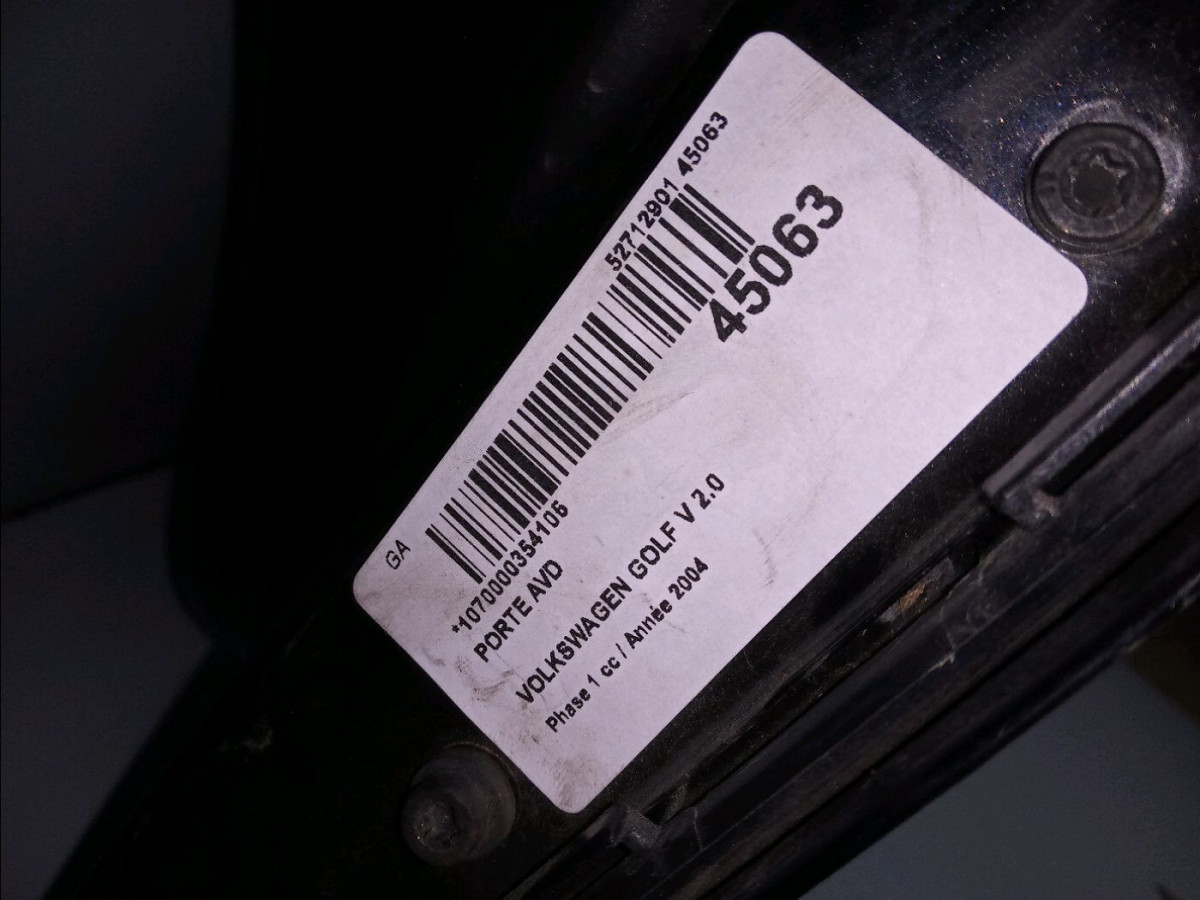 GA
52712901 45063
45063
*1070000354106
PORTE AVD
VOLKSWAGEN GOLF V 2.0
Phase 1 cc / Année 2004